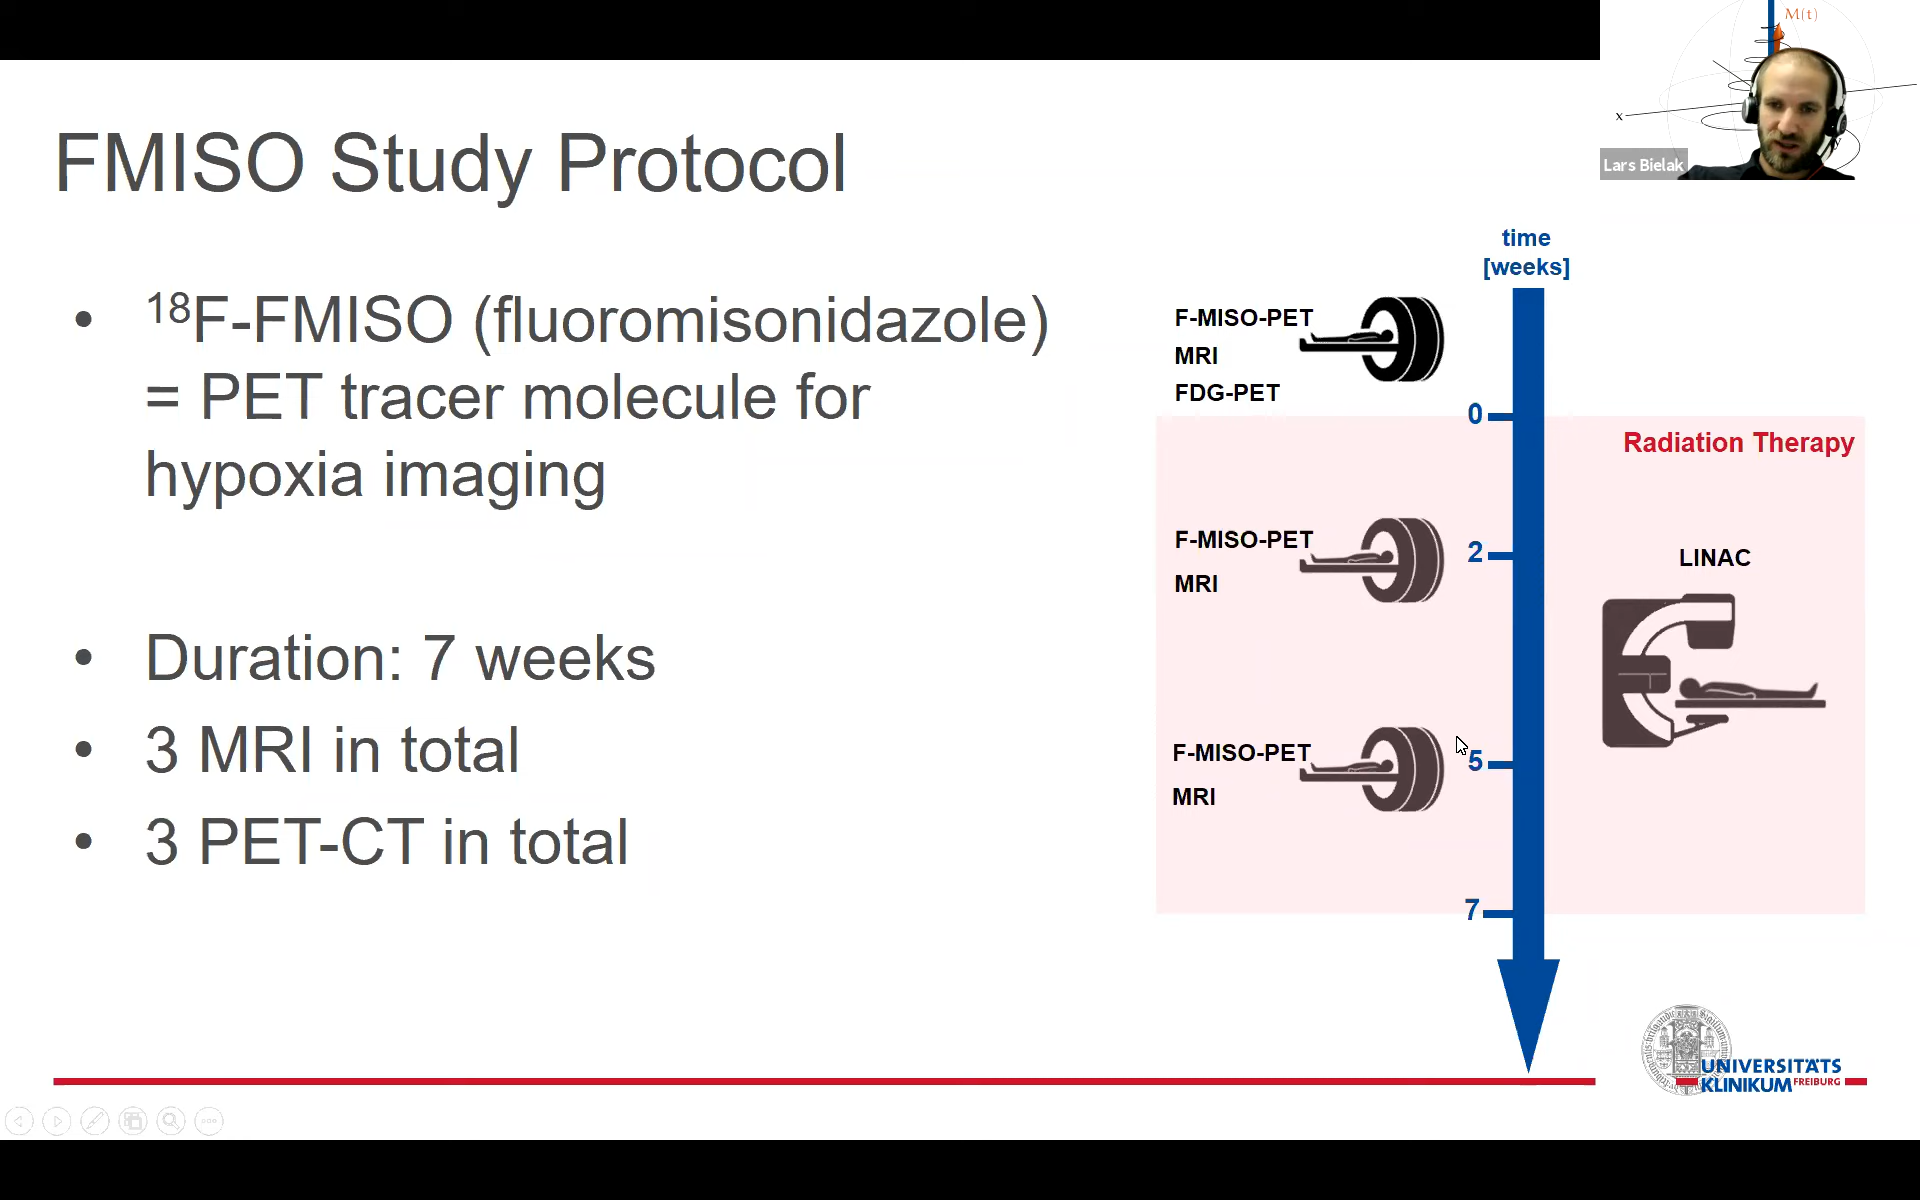 M(t)
x
Lars Bielak
FMISO Study Protocol
• ¹⁸F-FMISO (fluoromisonidazole)
= PET tracer molecule for
hypoxia imaging
• Duration: 7 weeks
• 3 MRI in total
• 3 PET-CT in total
time
[weeks]
F-MISO-PET
MRI
FDG-PET
0
Radiation Therapy
F-MISO-PET
2
MRI
LINAC
F-MISO-PET
5
MRI
7
UNIVERSITÄTS
KLINIKUM FREIBURG